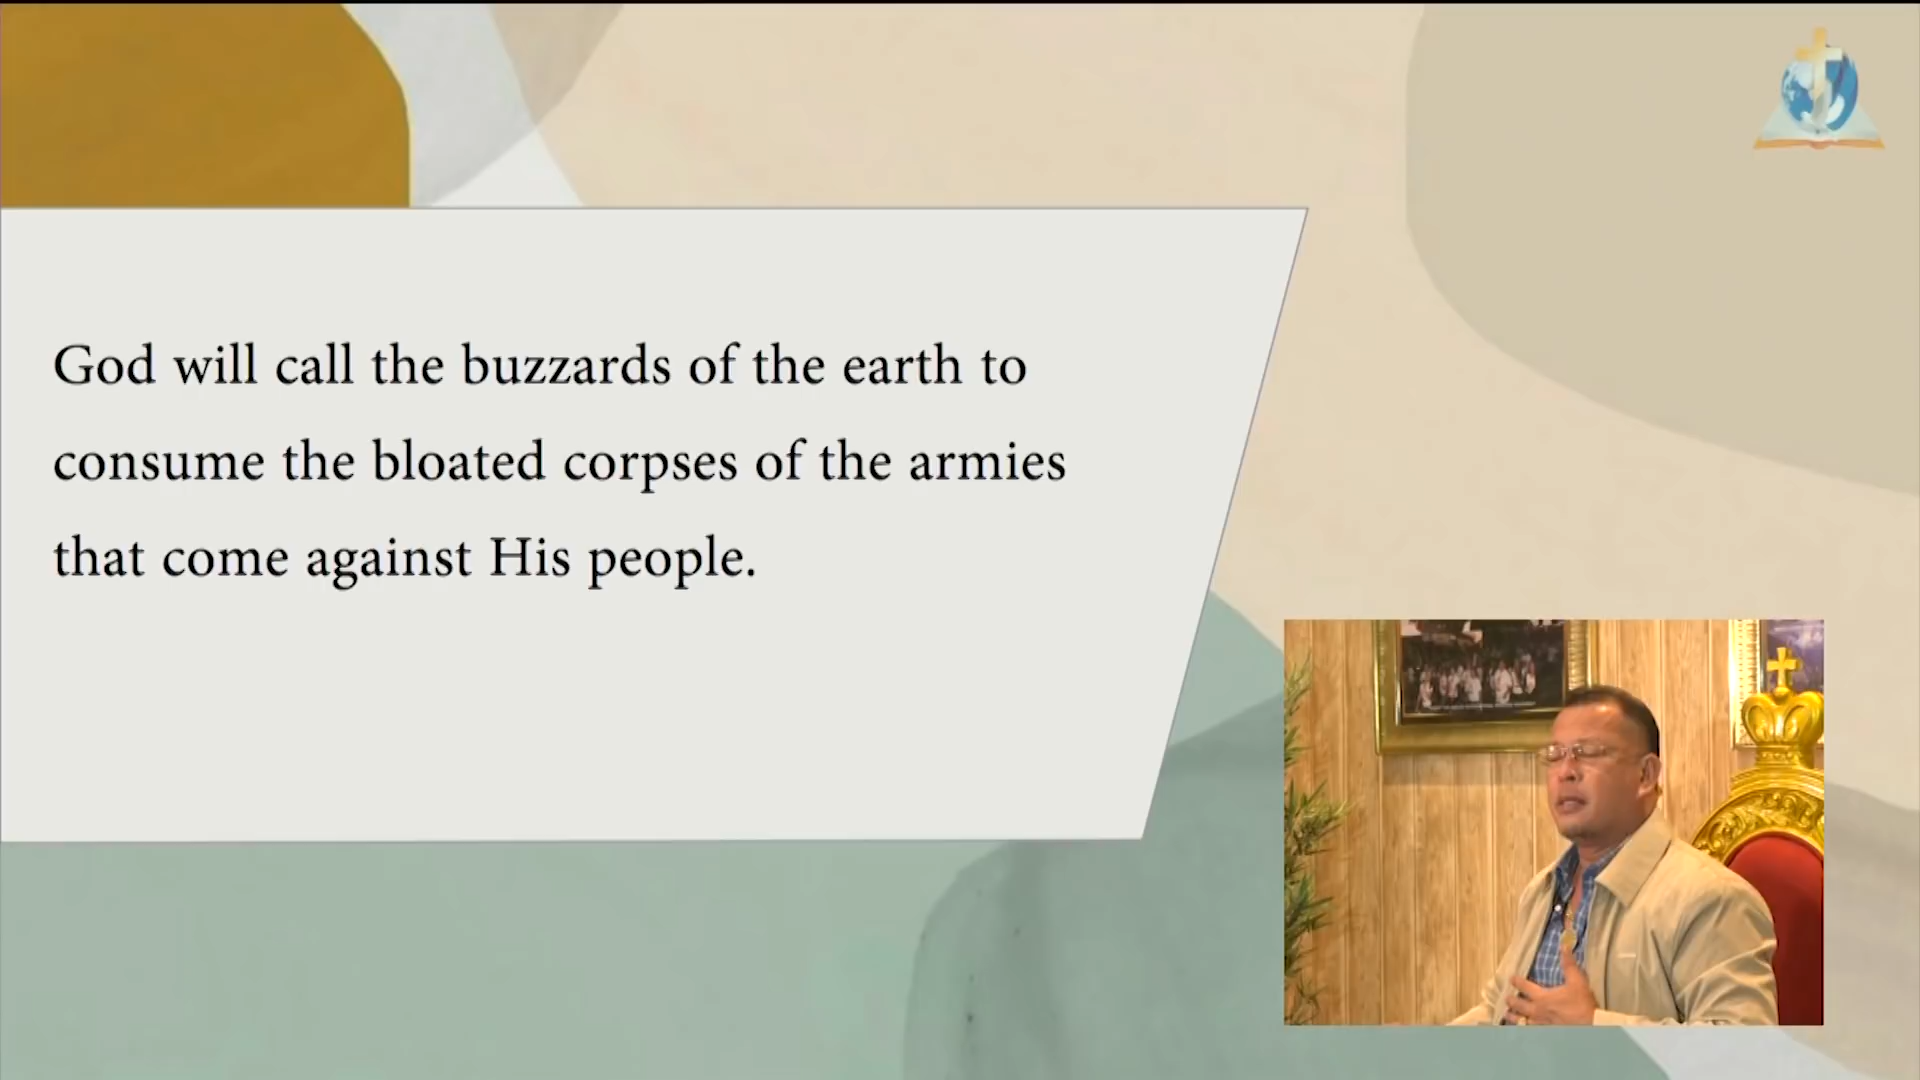 God will call the buzzards of the earth to
consume the bloated corpses of the armies
that come against His people.